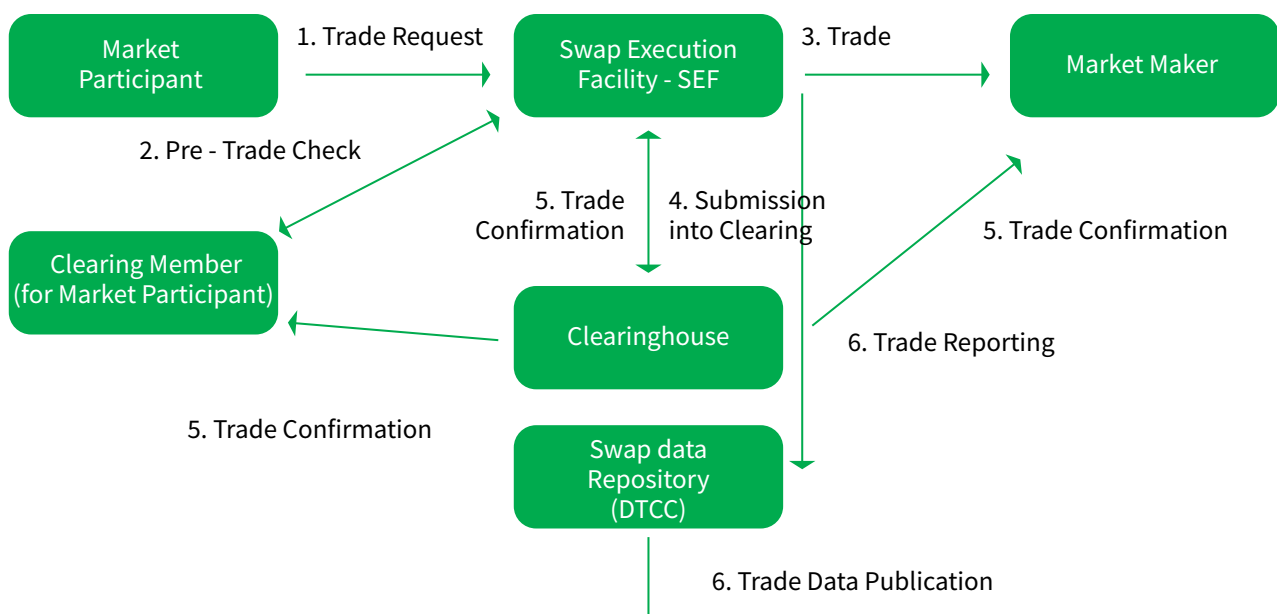 Market
Participant
1. Trade Request
Swap Execution
Facility - SEF
3. Trade
Market Maker
2. Pre - Trade Check
5. Trade
Confirmation
4. Submission
into Clearing
5. Trade Confirmation
Clearing Member
(for Market Participant)
Clearinghouse
6. Trade Reporting
5. Trade Confirmation
Swap data
Repository
(DTCC)
6. Trade Data Publication